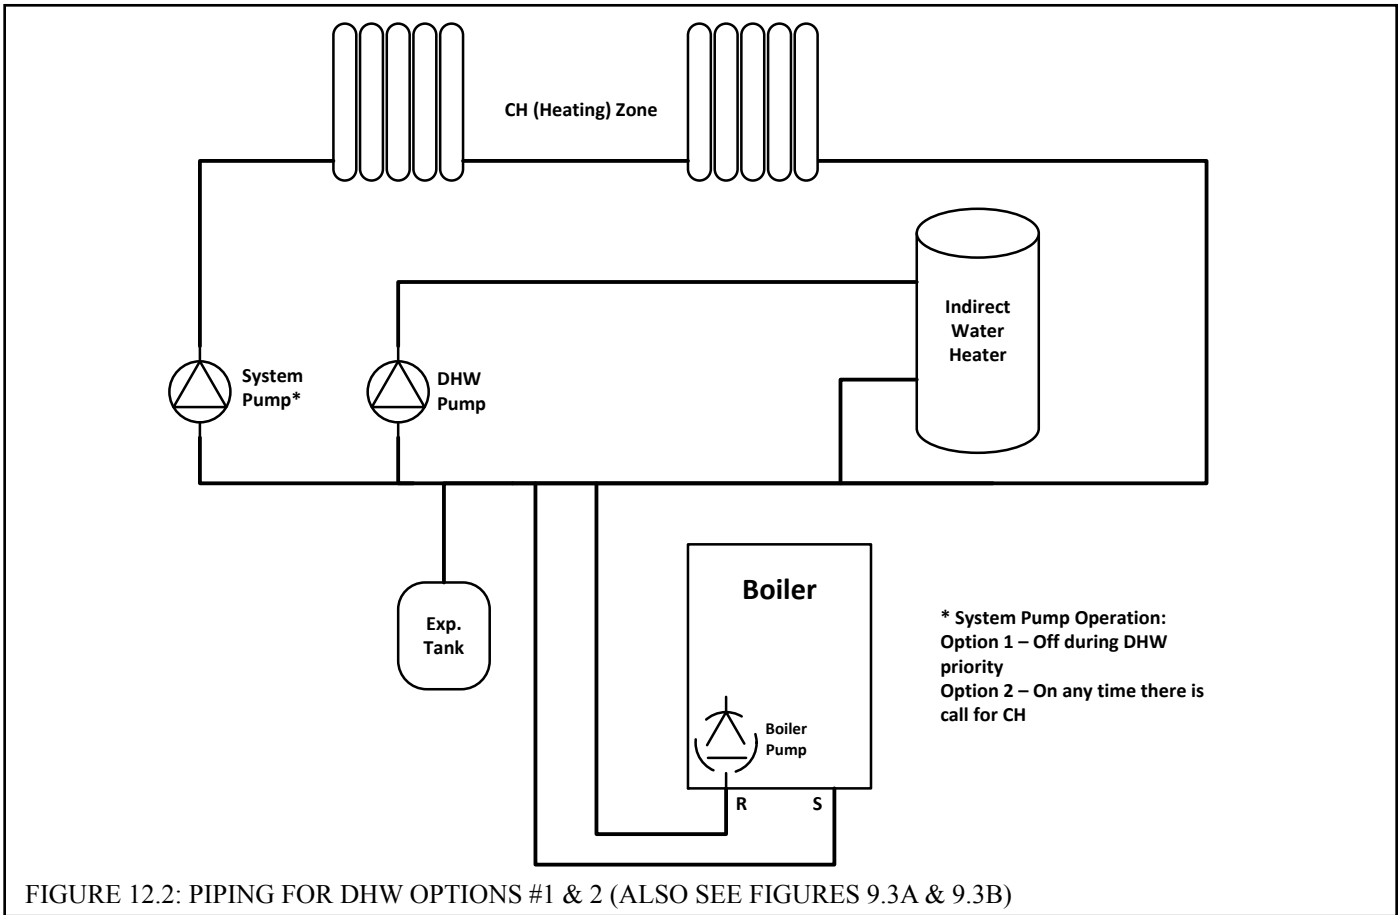 CH (Heating) Zone
Indirect
Water
Heater
System
Pump*
DHW
Pump
Boiler
Exp.
Tank
* System Pump Operation:
Option 1 – Off during DHW
priority
Option 2 – On any time there is
call for CH
Boiler
Pump
R
S
FIGURE 12.2: PIPING FOR DHW OPTIONS #1 & 2 (ALSO SEE FIGURES 9.3A & 9.3B)